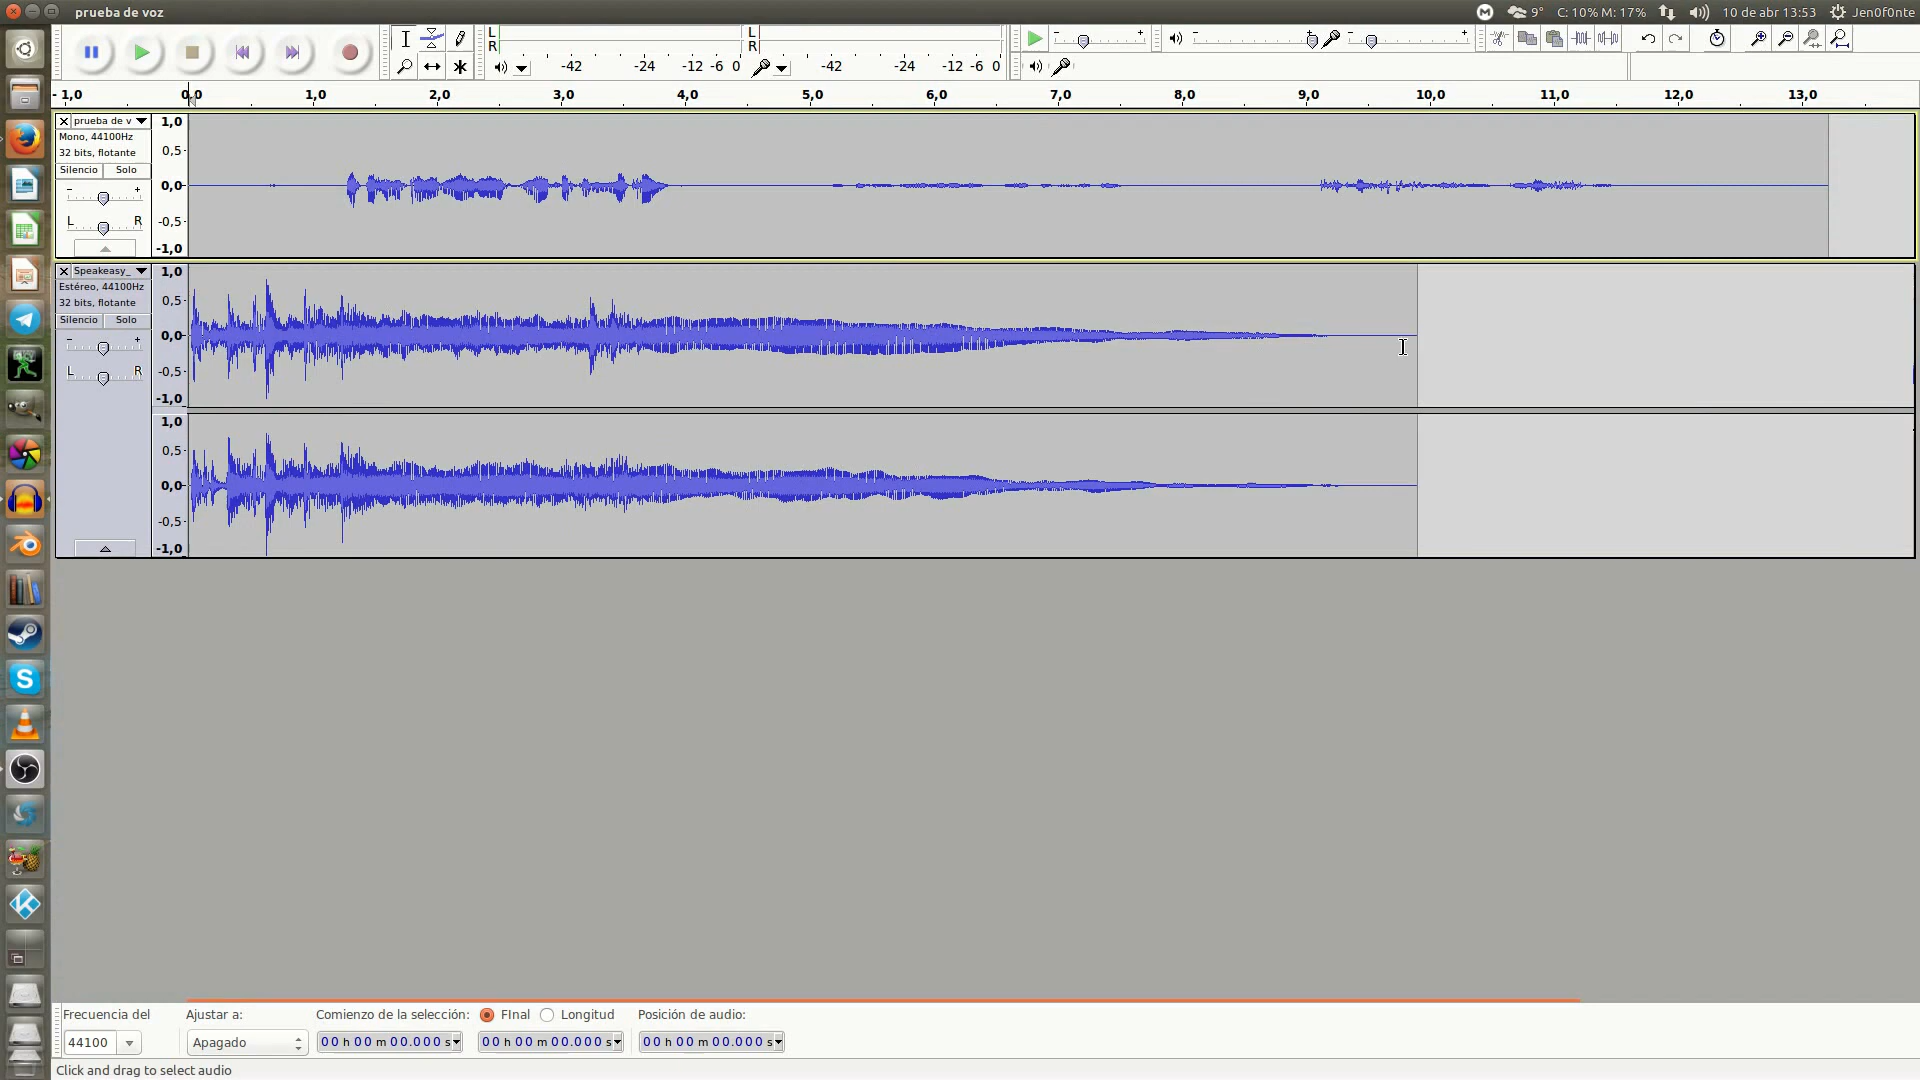 prueba de voz
9° C: 10% M: 17% 10 de abr 13:53 Jen0f0nte
L
R
-42 -24 -12 -6 0
L
R
-42 -24 -12 -6 0
- 1,0 0,0 1,0 2,0 3,0 4,0 5,0 6,0 7,0 8,0 9,0 10,0 11,0 12,0 13,0
prueba de v
Mono, 44100Hz
32 bits, flotante
Silencio Solo
- +
L R
1,0
0,5
0,0
-0,5
-1,0
Speakeasy_
Estéreo, 44100Hz
32 bits, flotante
Silencio Solo
- +
L R
1,0
0,5
0,0
-0,5
-1,0
1,0
0,5
0,0
-0,5
-1,0
Frecuencia del Ajustar a: Comienzo de la selección: FInal Longitud Posición de audio:
44100 Apagado 00 h 00 m 00.000 s 00 h 00 m 00.000 s 00 h 00 m 00.000 s
Click and drag to select audio